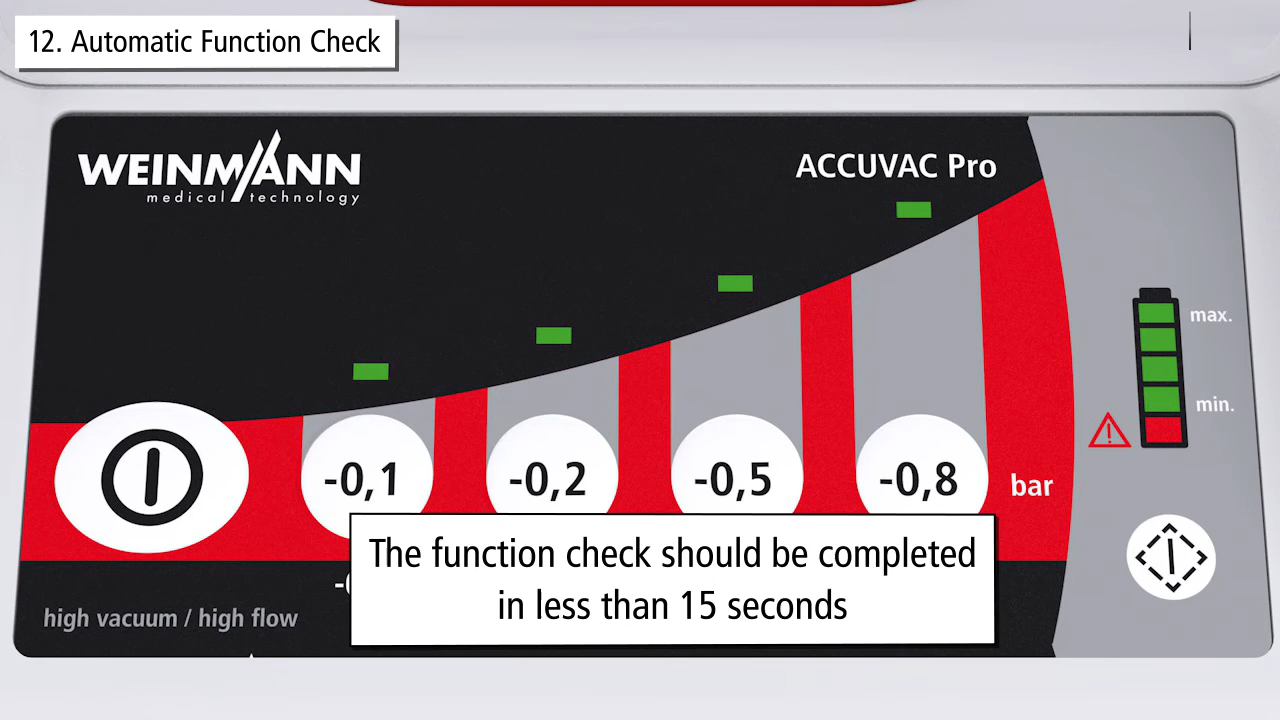 12. Automatic Function Check
WEINMANN
medical technology
ACCUVAC Pro
max.
min.
-0,1
-0,2
-0,5
-0,8
bar
The function check should be completed
in less than 15 seconds
high vacuum / high flow